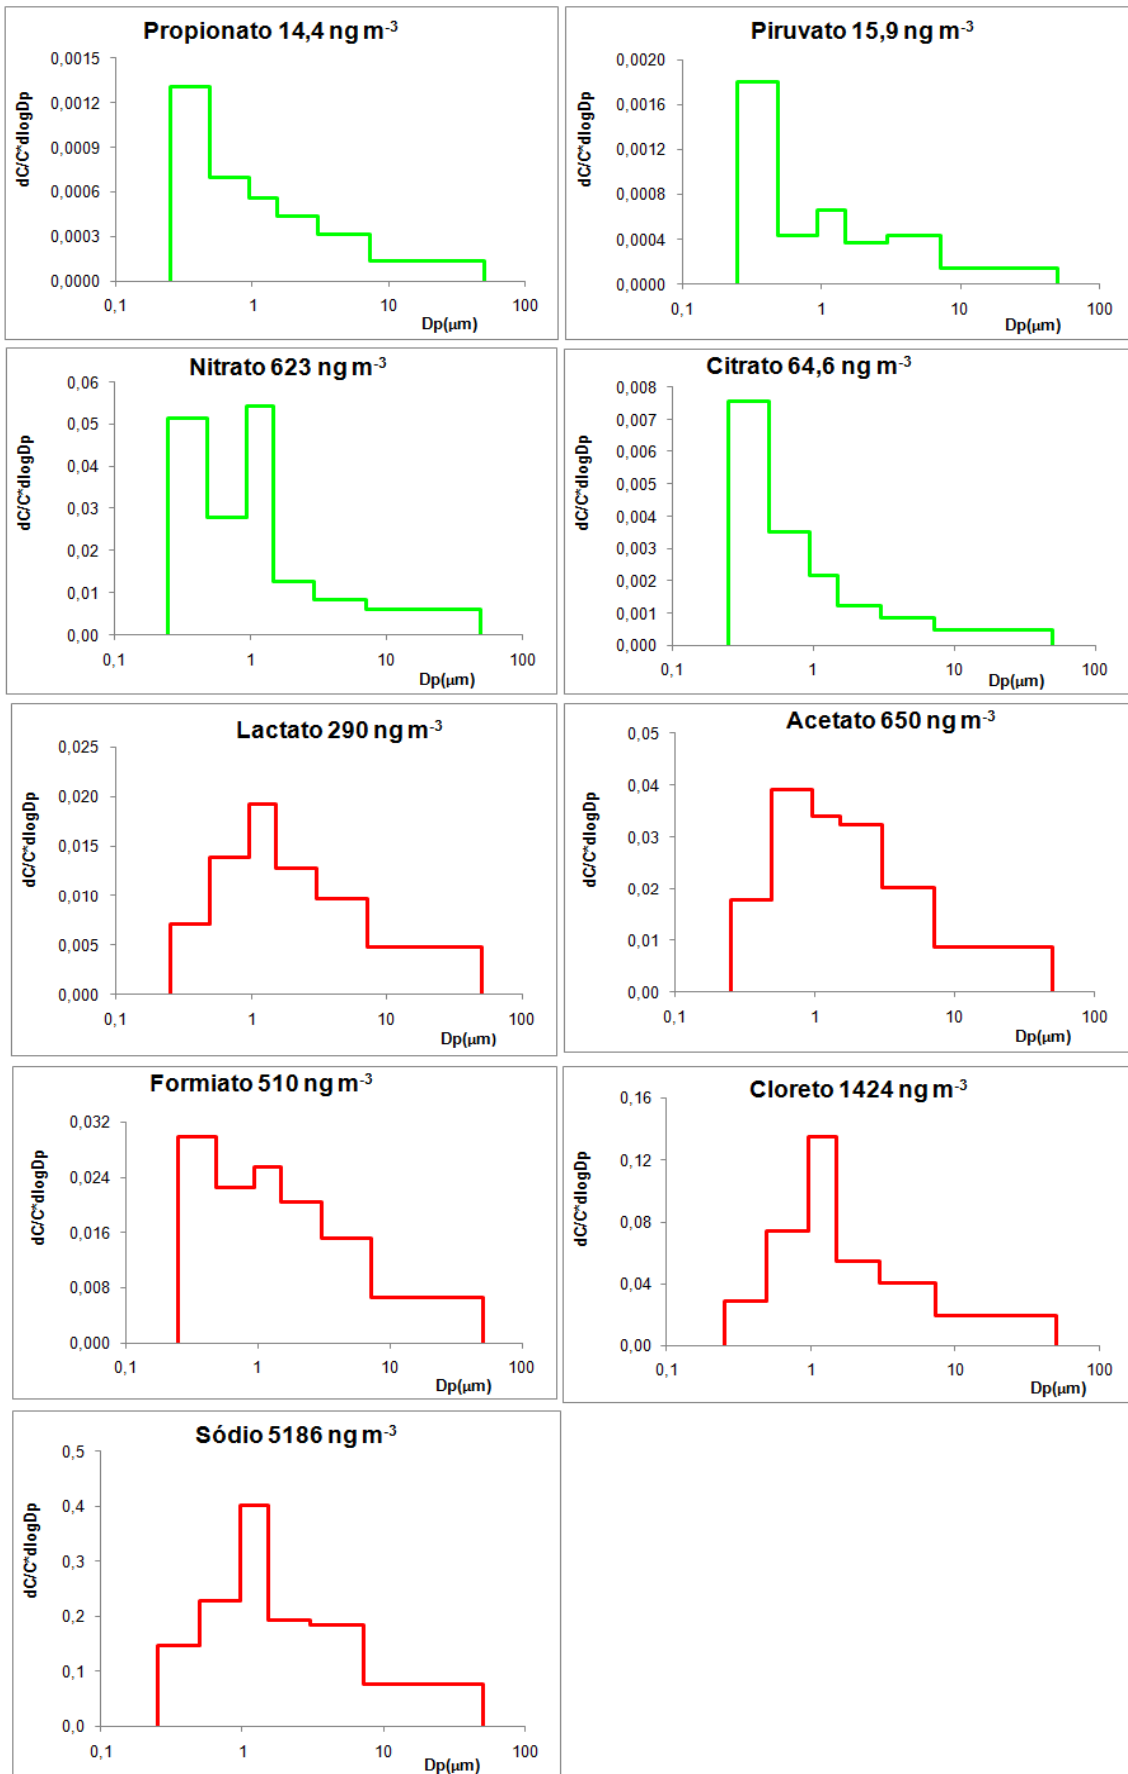 Propionato 14,4 ng m-3
dC/C*dlogDp
0,0015
0,0012
0,0009
0,0006
0,0003
0,0000
0,1 1 10 100
Dp(μm)
Piruvato 15,9 ng m-3
dC/C*dlogDp
0,0020
0,0016
0,0012
0,0008
0,0004
0,0000
0,1 1 10 100
Dp(μm)
Nitrato 623 ng m-3
dC/C*dlogDp
0,06
0,05
0,04
0,03
0,02
0,01
0,00
0,1 1 10 100
Dp(μm)
Citrato 64,6 ng m-3
dC/C*dlogDp
0,008
0,007
0,006
0,005
0,004
0,003
0,002
0,001
0,000
0,1 1 10 100
Dp(μm)
Lactato 290 ng m-3
dC/C*dlogDp
0,025
0,020
0,015
0,010
0,005
0,000
0,1 1 10 100
Dp(μm)
Acetato 650 ng m-3
dC/C*dlogDp
0,05
0,04
0,03
0,02
0,01
0,00
0,1 1 10 100
Dp(μm)
Formiato 510 ng m-3
dC/C*dlogDp
0,032
0,024
0,016
0,008
0,000
0,1 1 10 100
Dp(μm)
Cloreto 1424 ng m-3
dC/C*dlogDp
0,16
0,12
0,08
0,04
0,00
0,1 1 10 100
Dp(μm)
Sódio 5186 ng m-3
dC/C*dlogDp
0,5
0,4
0,3
0,2
0,1
0,0
0,1 1 10 100
Dp(μm)